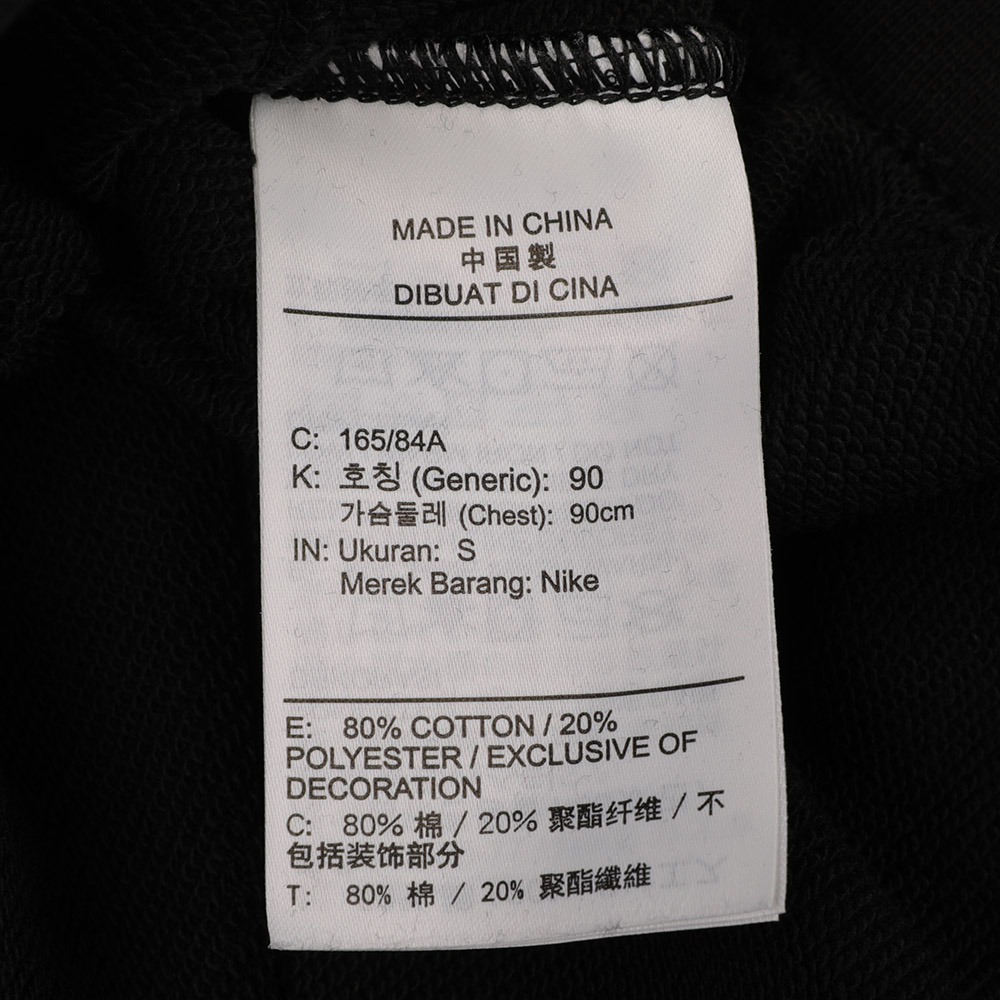 MADE IN CHINA
中国製
DIBUAT DI CINA
C: 165/84A
K: 호칭 (Generic): 90
가슴둘레 (Chest): 90cm
IN: Ukuran: S
Merek Barang: Nike
E: 80% COTTON / 20%
POLYESTER / EXCLUSIVE OF
DECORATION
C: 80% 棉 / 20% 聚酯纤维 / 不
包括装饰部分
T: 80% 棉 / 20% 聚酯纖維